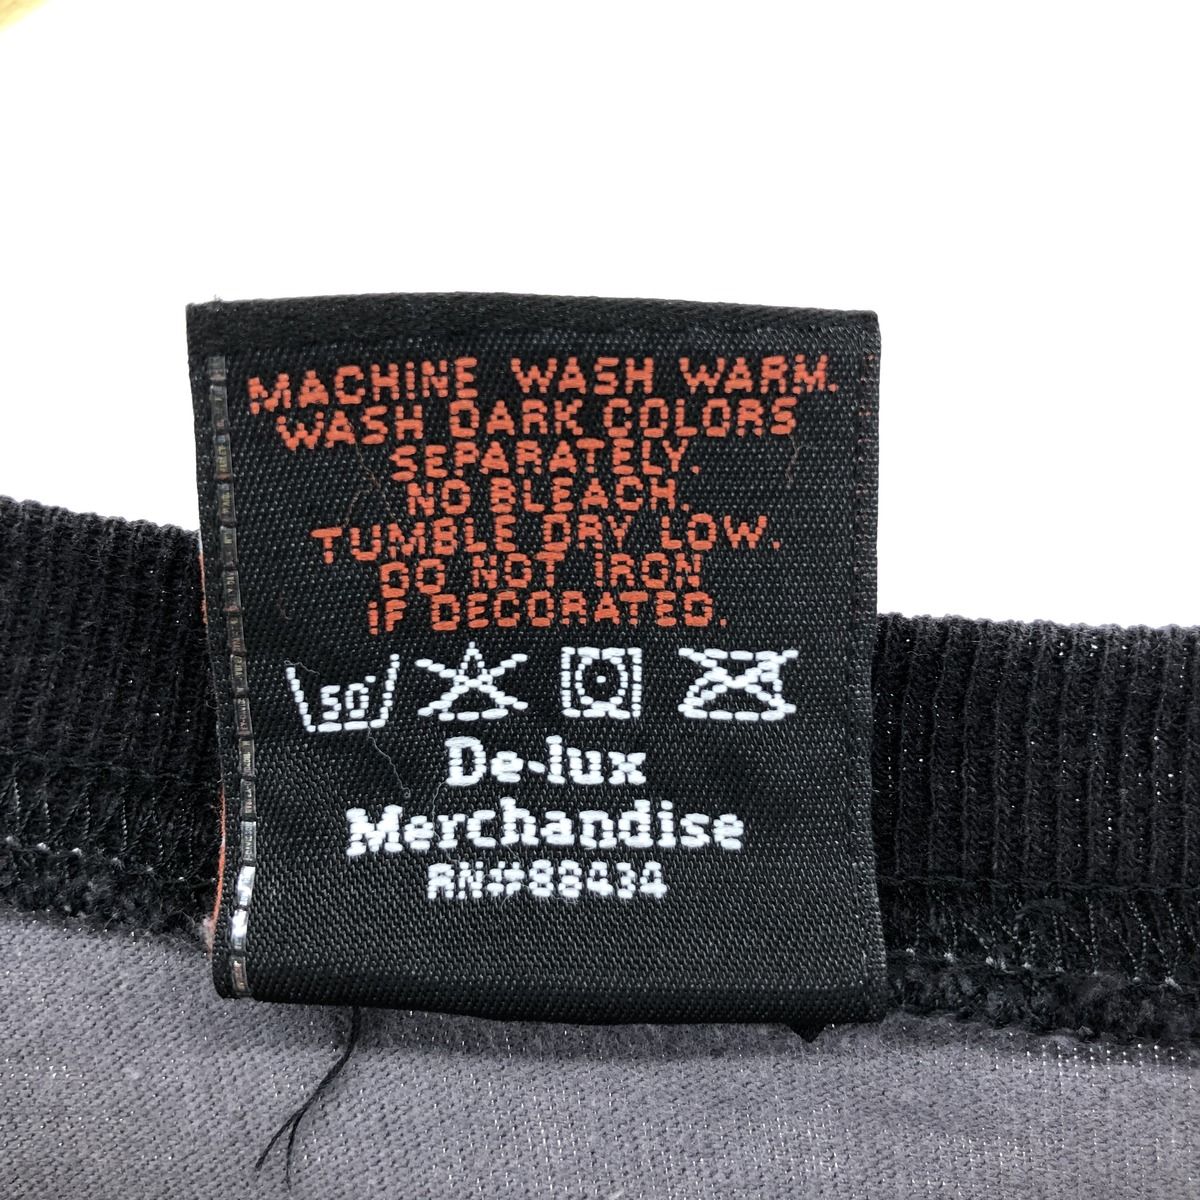 MACHINE WASH WARM.
WASH DARK COLORS
SEPARATELY.
NO BLEACH.
TUMBLE DRY LOW.
DO NOT IRON
IF DECORATED.
50°
De-lux
Merchandise
RN#88434